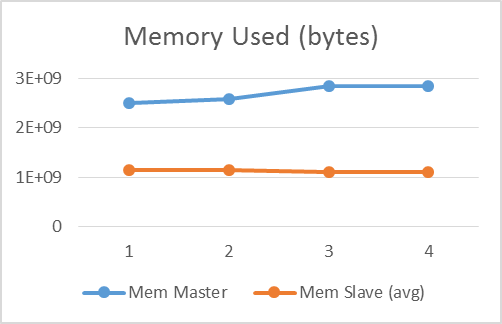 Memory Used (bytes)
3E+09
2E+09
1E+09
0
1 2 3 4
Mem Master Mem Slave (avg)